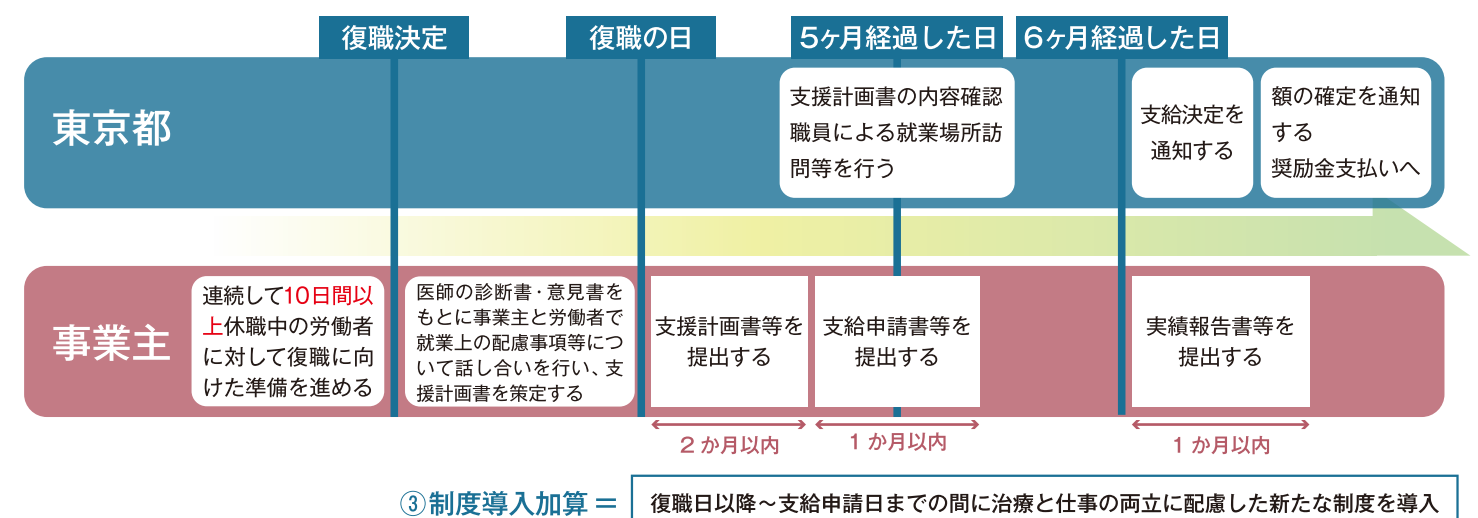 復職決定
復職の日
5ヶ月経過した日
6ヶ月経過した日
東京都
支援計画書の内容確認
職員による就業場所訪
問等を行う
支給決定を
通知する
額の確定を通知
する
奨励金支払いへ
事業主
連続して10日間以
上休職中の労働者
に対して復職に向
けた準備を進める
医師の診断書・意見書を
もとに事業主と労働者で
就業上の配慮事項等につ
いて話し合いを行い、支
援計画書を策定する
支援計画書等を
提出する
支給申請書等を
提出する
実績報告書等を
提出する
2か月以内
1か月以内
1か月以内
③制度導入加算＝
復職日以降～支給申請日までの間に治療と仕事の両立に配慮した新たな制度を導入